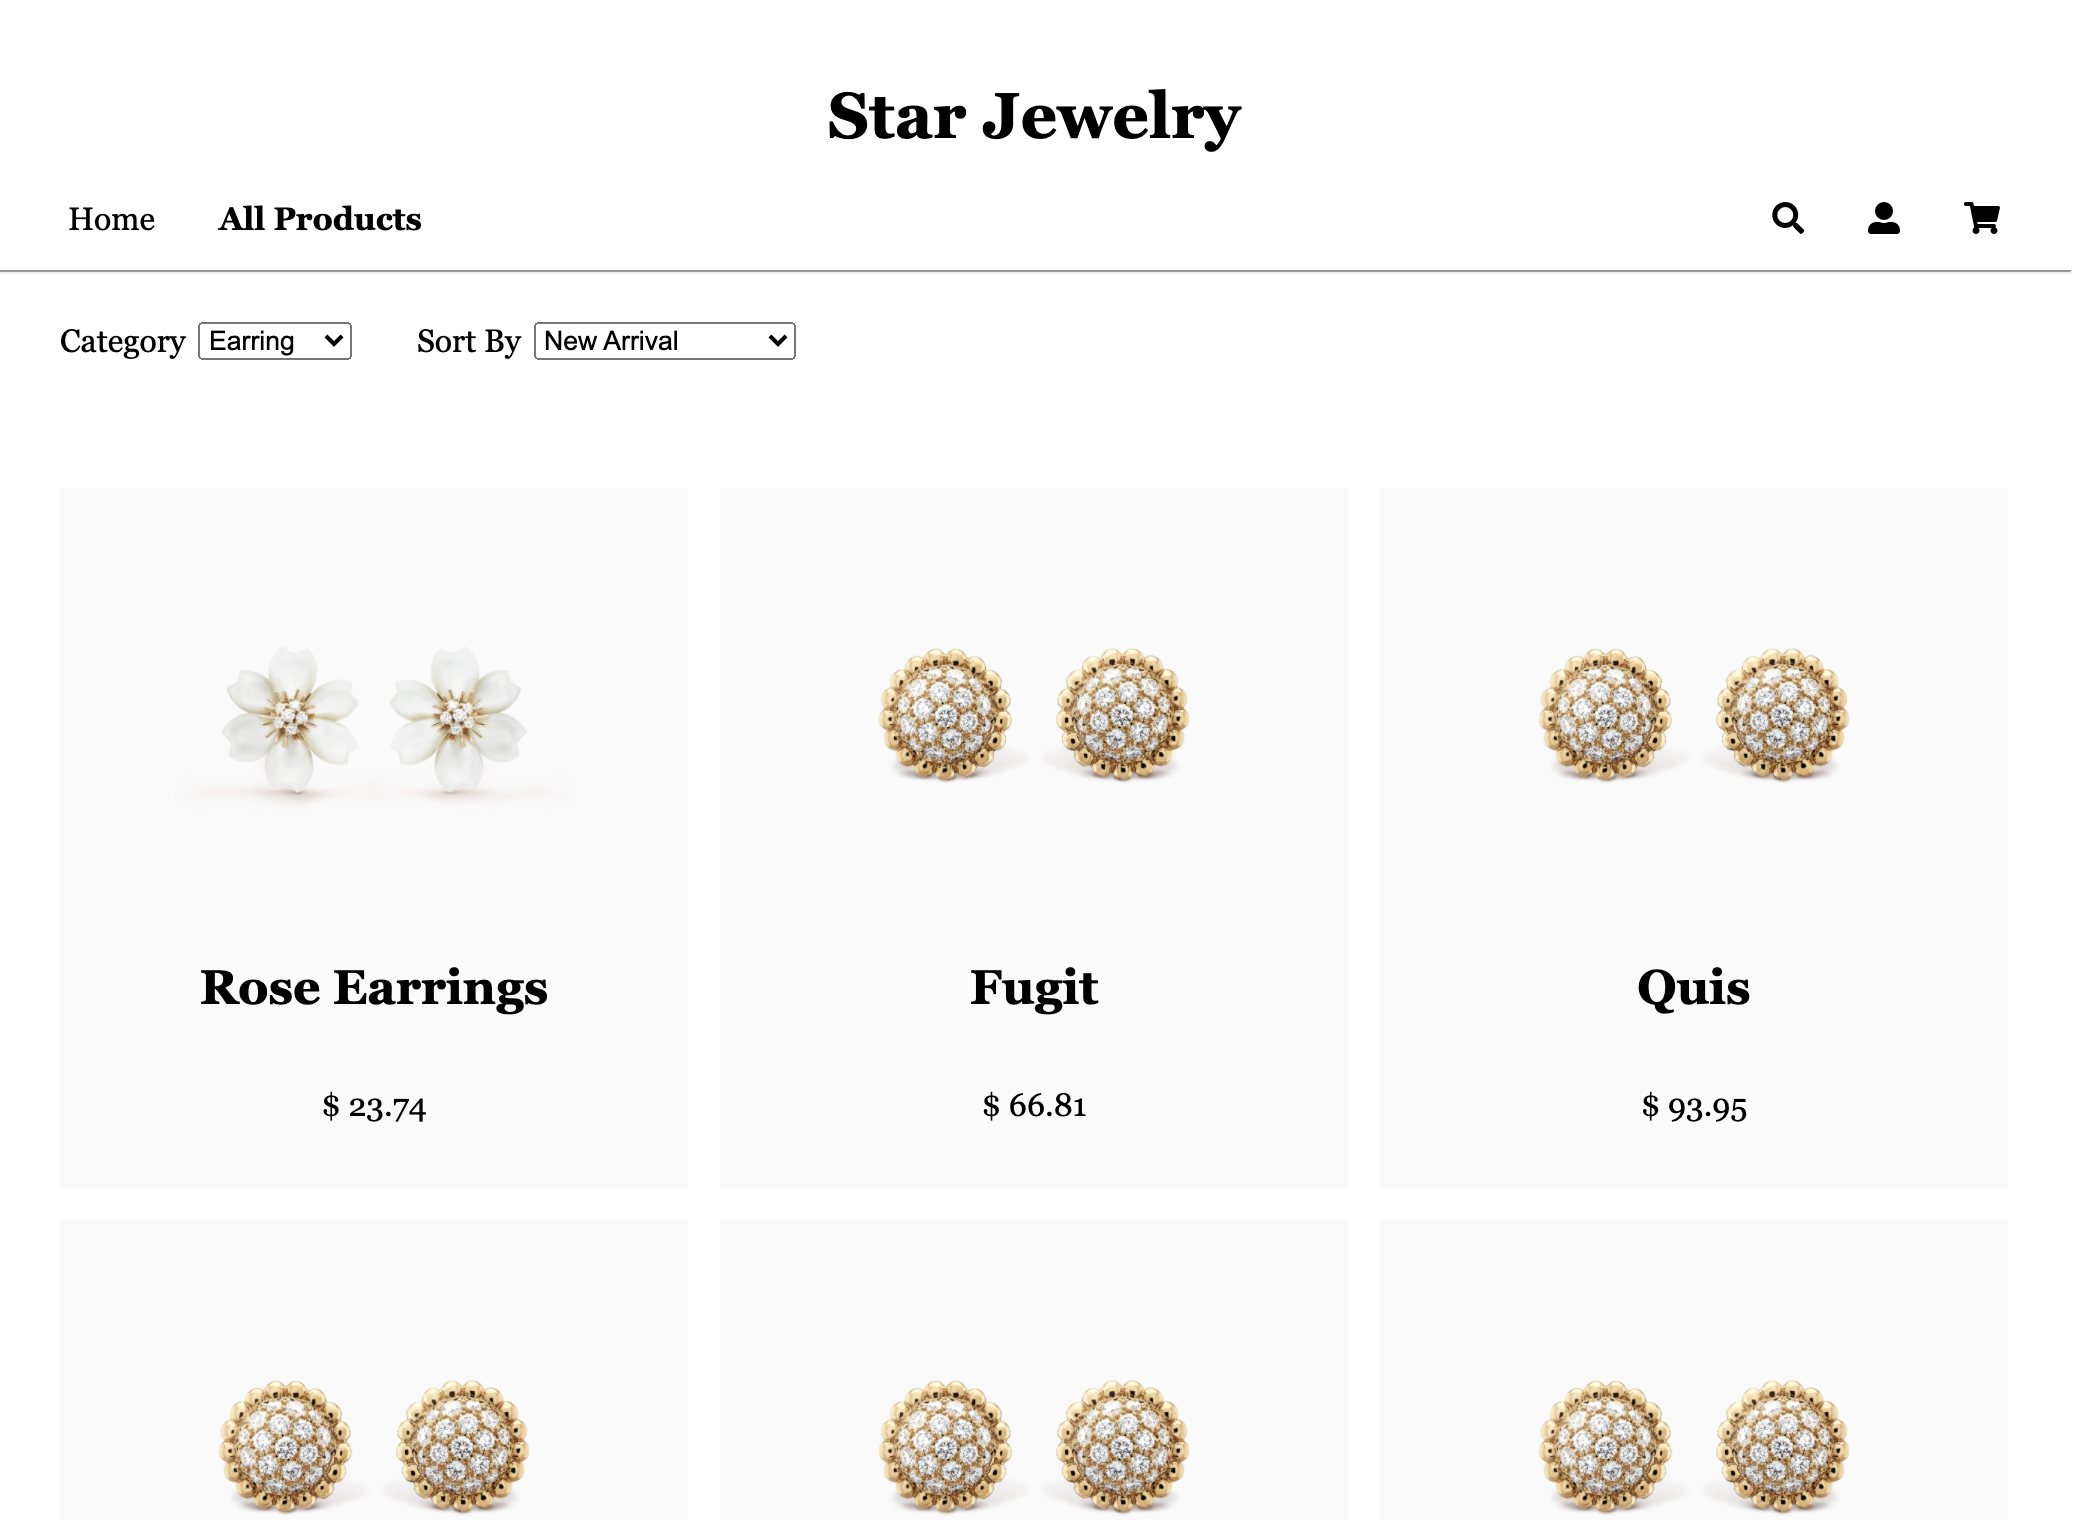 Star Jewelry
Home All Products
Category Earring Sort By New Arrival
Rose Earrings Fugit Quis
$ 23.74 $ 66.81 $ 93.95